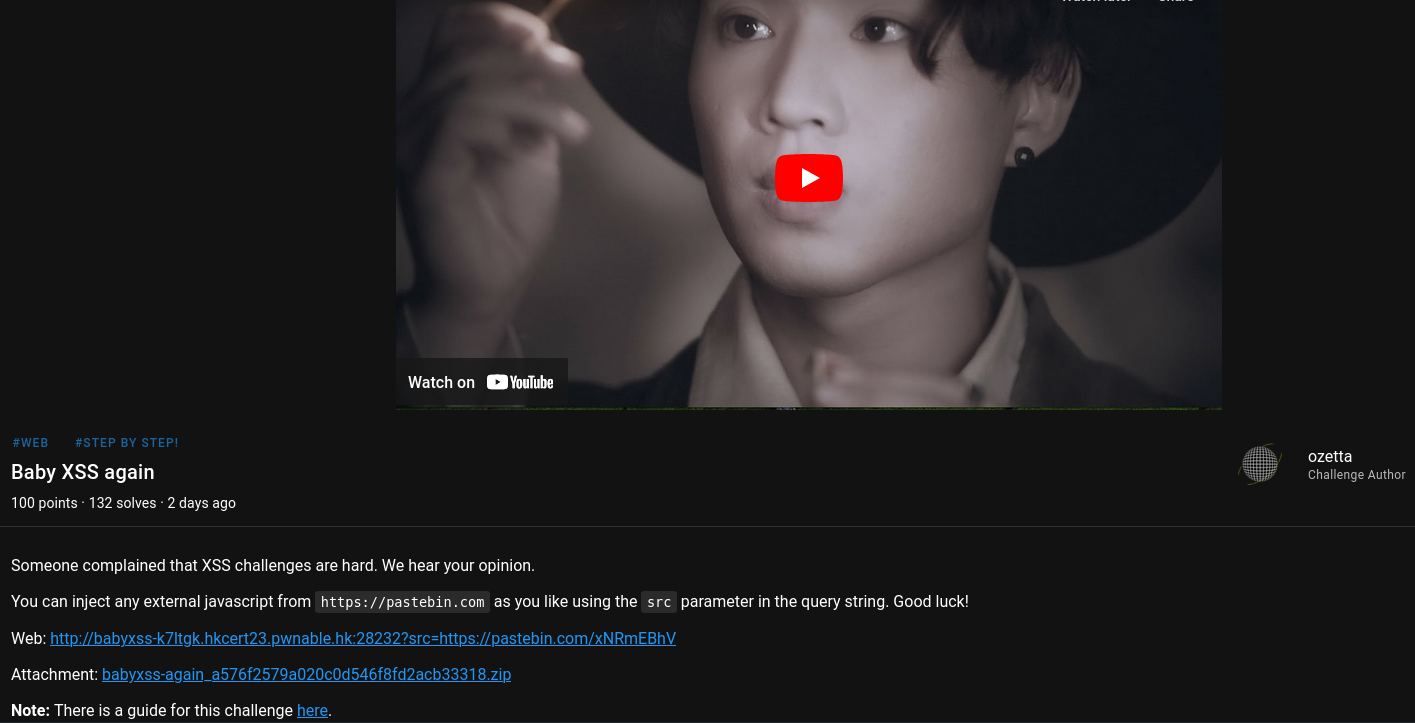 Watch later Share
Watch on YouTube
#WEB #STEP BY STEP!
Baby XSS again
100 points · 132 solves · 2 days ago
ozetta
Challenge Author
Someone complained that XSS challenges are hard. We hear your opinion.
You can inject any external javascript from https://pastebin.com as you like using the src parameter in the query string. Good luck!
Web: http://babyxss-k7ltgk.hkcert23.pwnable.hk:28232?src=https://pastebin.com/xNRmEBhV
Attachment: babyxss-again_a576f2579a020c0d546f8fd2acb33318.zip
Note: There is a guide for this challenge here.